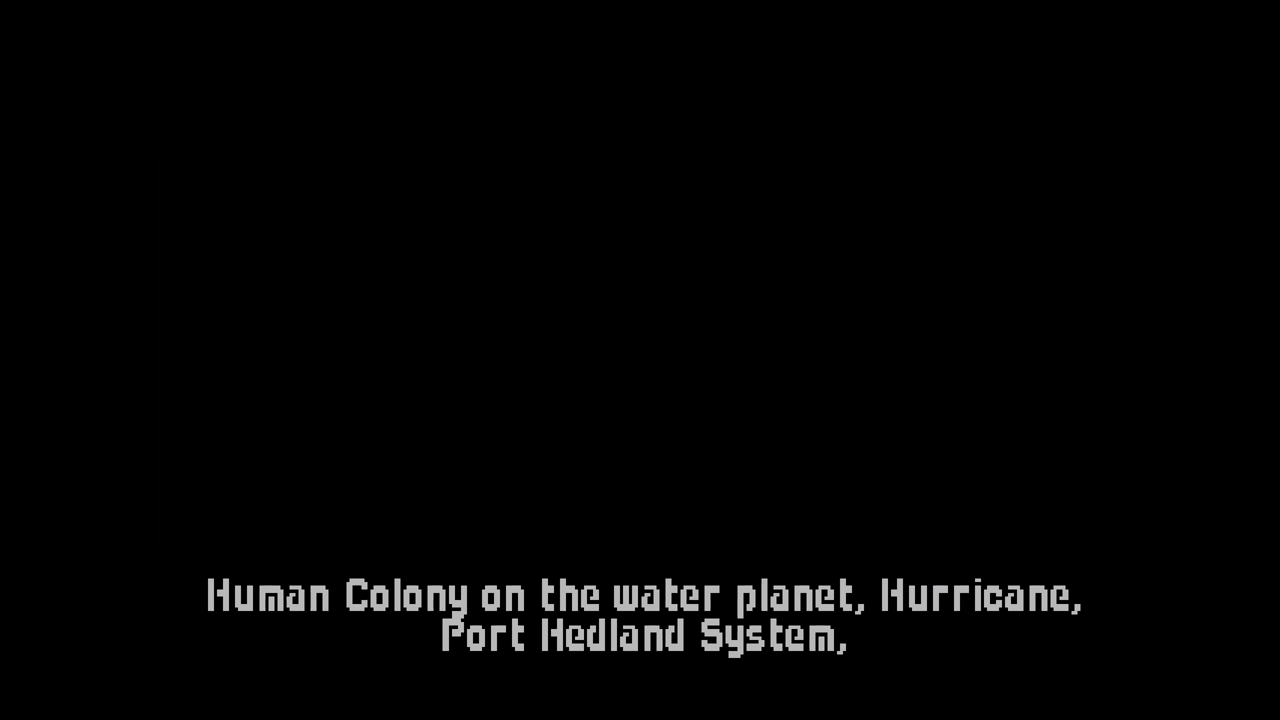 Human Colony on the water planet, Hurricane,
Port Hedland System,